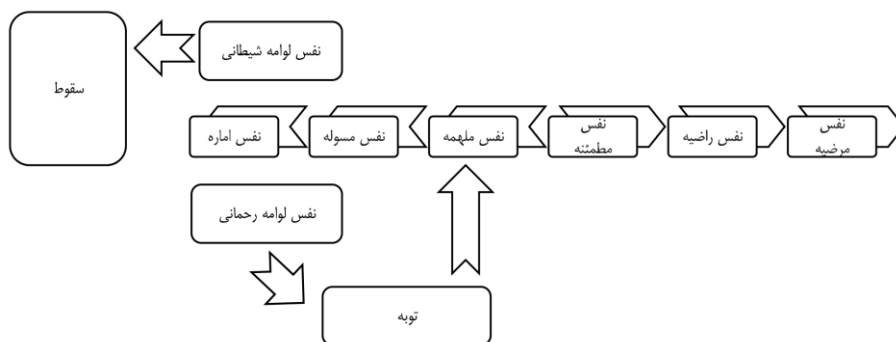 نفس لوامه شیطانی
سقوط
نفس اماره
نفس مسوله
نفس ملهمه
نفس
مطمئنه
نفس راضیه
نفس
مرضیه
نفس لوامه رحمانی
توبه